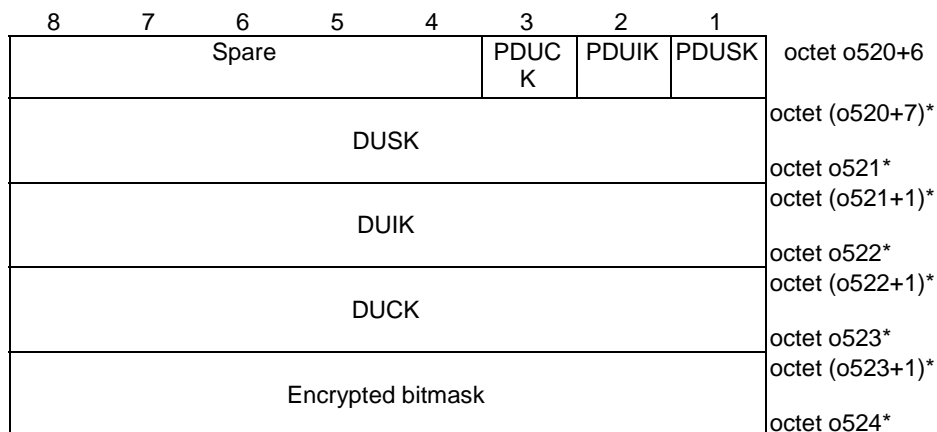 8 7 6 5 4 3 2 1
Spare PDUC PDUIK PDUSK octet o520+6
K
octet (o520+7)*
DUSK
octet o521*
octet (o521+1)*
DUIK
octet o522*
octet (o522+1)*
DUCK
octet o523*
octet (o523+1)*
Encrypted bitmask
octet o524*